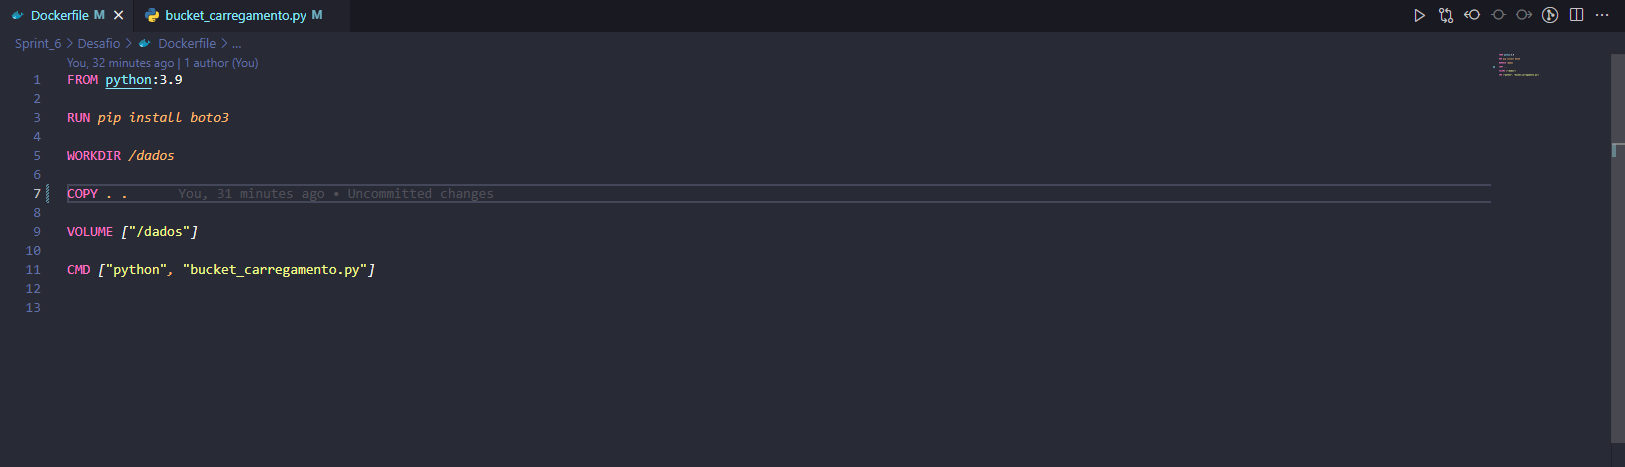 Dockerfile M bucket_carregamento.py M
Sprint_6 > Desafio > Dockerfile > ...
You, 32 minutes ago | 1 author (You)
1 FROM python:3.9
2
3 RUN pip install boto3
4
5 WORKDIR /dados
6
7 COPY . . You, 31 minutes ago • Uncommitted changes
8
9 VOLUME ["/dados"]
10
11 CMD ["python", "bucket_carregamento.py"]
12
13